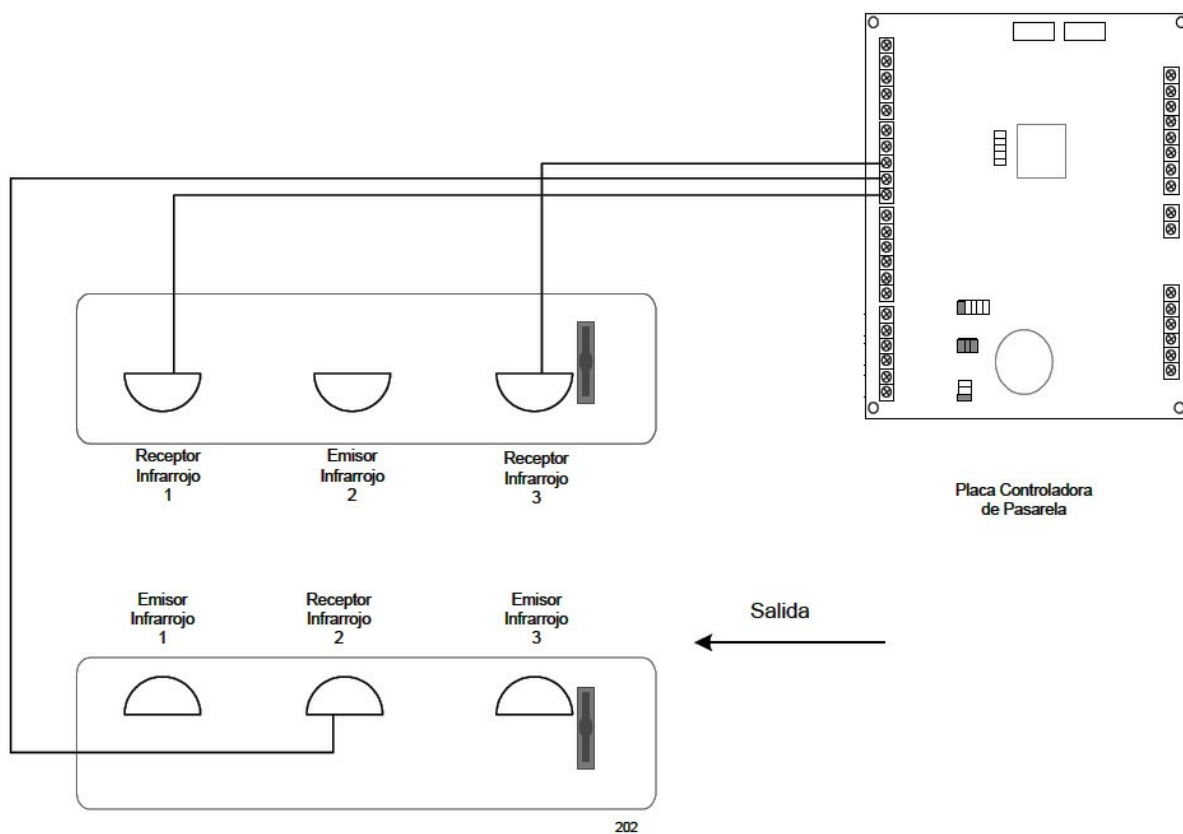 Receptor
Infrarrojo
1
Emisor
Infrarrojo
2
Receptor
Infrarrojo
3
Placa Controladora
de Pasarela
Emisor
Infrarrojo
1
Receptor
Infrarrojo
2
Emisor
Infrarrojo
3
Salida
202